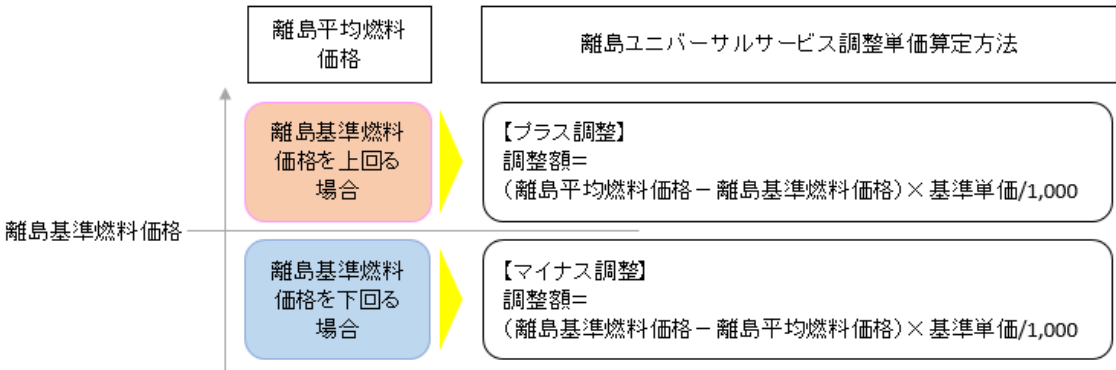 離島平均燃料
価格
離島ユニバーサルサービス調整単価算定方法
離島基準燃料
価格を上回る
場合
【プラス調整】
調整額＝
（離島平均燃料価格－離島基準燃料価格）×基準単価/1,000
離島基準燃料価格
離島基準燃料
価格を下回る
場合
【マイナス調整】
調整額＝
（離島基準燃料価格－離島平均燃料価格）×基準単価/1,000